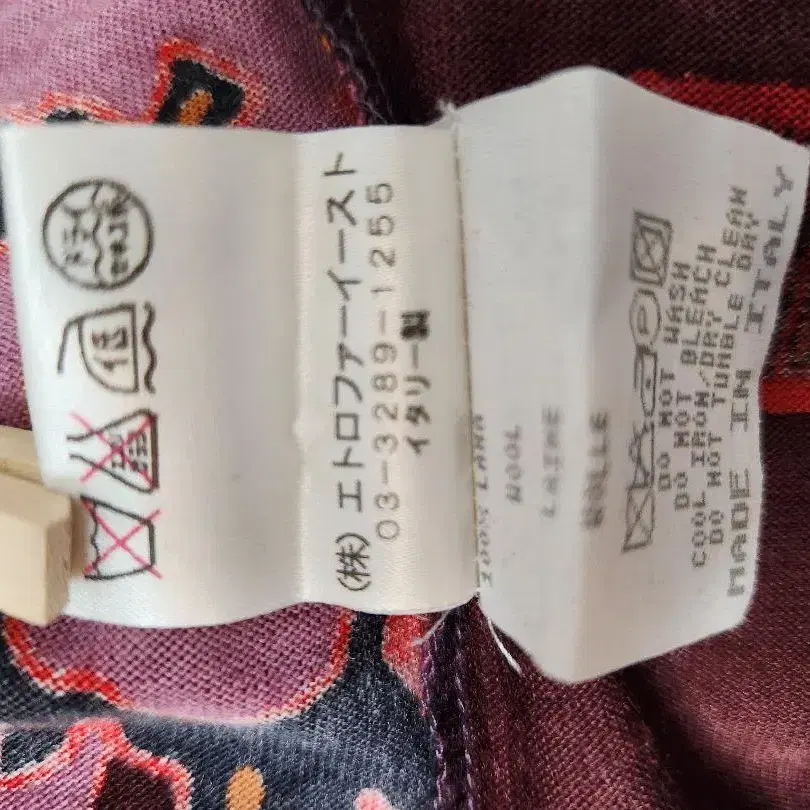 低
(株) エトロファーイースト
03-3289-1255
イタリー製
100% LANA
WOOL
LAINE
WOLLE
P
DO NOT WASH
DO NOT BLEACH
COOL IRON/DRY CLEAN
DO NOT TUMBLE DRY
MADE IN ITALY